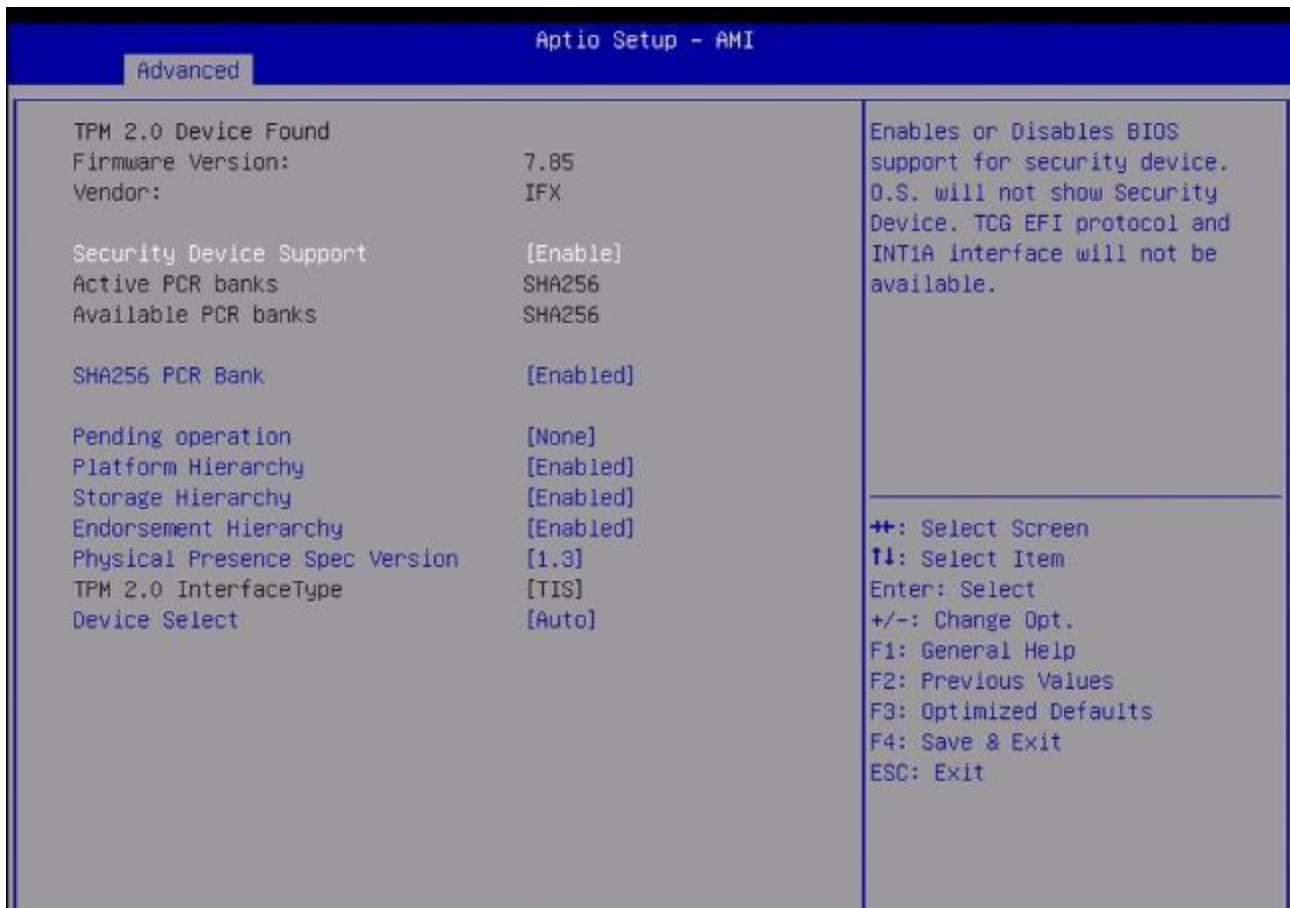 Aptio Setup – AMI
Advanced
TPM 2.0 Device Found
Firmware Version: 7.85
Vendor: IFX
Security Device Support [Enable]
Active PCR banks SHA256
Available PCR banks SHA256
SHA256 PCR Bank [Enabled]
Pending operation [None]
Platform Hierarchy [Enabled]
Storage Hierarchy [Enabled]
Endorsement Hierarchy [Enabled]
Physical Presence Spec Version [1.3]
TPM 2.0 InterfaceType [TIS]
Device Select [Auto]
Enables or Disables BIOS
support for security device.
O.S. will not show Security
Device. TCG EFI protocol and
INT1A interface will not be
available.
→←: Select Screen
↑↓: Select Item
Enter: Select
+/-: Change Opt.
F1: General Help
F2: Previous Values
F3: Optimized Defaults
F4: Save & Exit
ESC: Exit